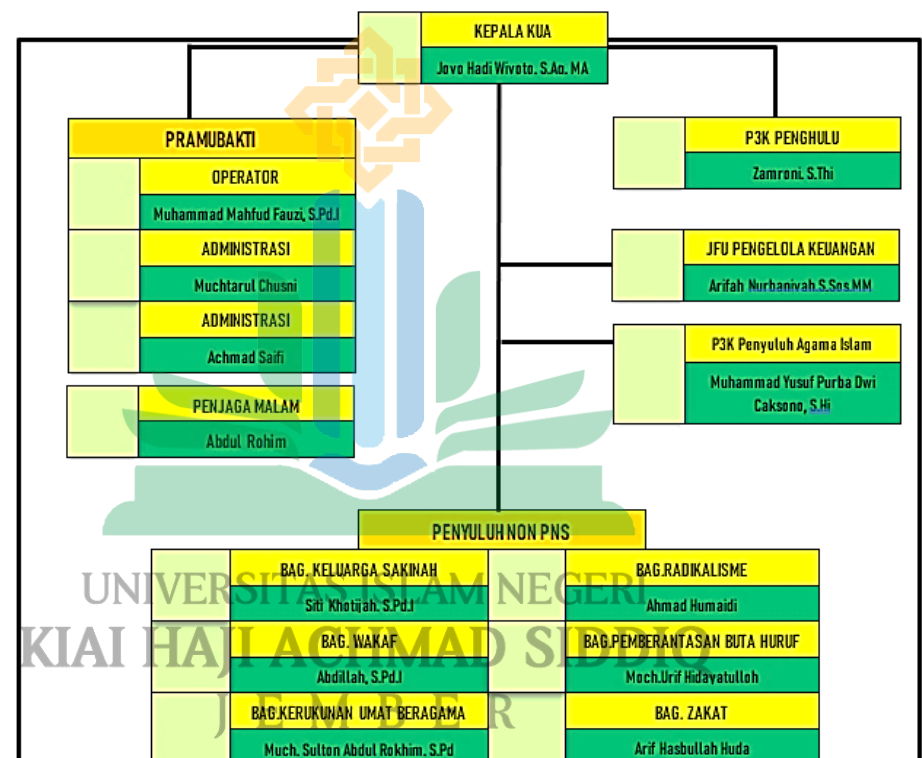 KEPALA KUA
Joyo Hadi Wiyoto. S.Ag. MA
PRAMUBAKTI
OPERATOR
Muhammad Mahfud Fauzi, S.Pd.I
ADMINISTRASI
Muchtarul Chusni
ADMINISTRASI
Achmad Saifi
PENJAGA MALAM
Abdul Rohim
P3K PENGHULU
Zamroni. S.Thi
JFU PENGELOLA KEUANGAN
Arifah Nurbaniyah.S.Sos.MM
P3K Penyuluh Agama Islam
Muhammad Yusuf Purba Dwi
Caksono, S.Hi
PENYULUH NON PNS
BAG. KELUARGA SAKINAH
Siti Khotijah. S.Pd.I
BAG.RADIKALISME
Ahmad Humaidi
BAG. WAKAF
Abdillah, S.Pd.I
BAG.PEMBERANTASAN BUTA HURUF
Moch.Urif Hidayatulloh
BAG.KERUKUNAN UMAT BERAGAMA
Much. Sulton Abdul Rokhim. S.Pd
BAG. ZAKAT
Arif Hasbullah Huda
UNIVERSITAS ISLAM NEGERI
KIAI HAJI ACHMAD SIDDIQ
JEMBER